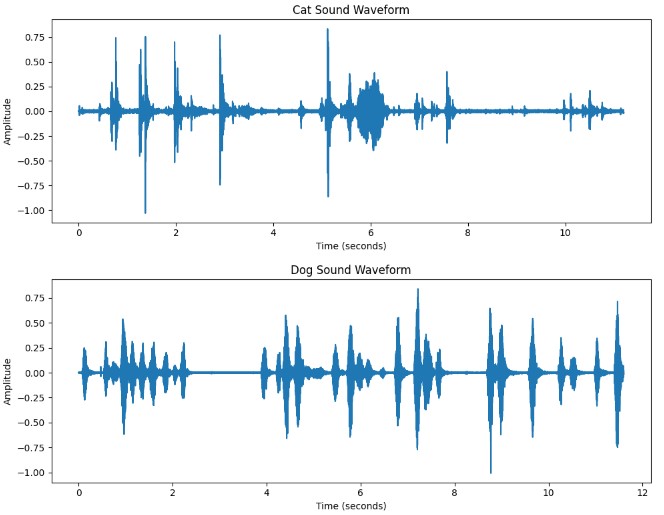 Cat Sound Waveform
0.75
0.50
0.25
0.00
−0.25
−0.50
−0.75
−1.00
Amplitude
0 2 4 6 8 10
Time (seconds)
Dog Sound Waveform
0.75
0.50
0.25
0.00
−0.25
−0.50
−0.75
−1.00
Amplitude
0 2 4 6 8 10 12
Time (seconds)